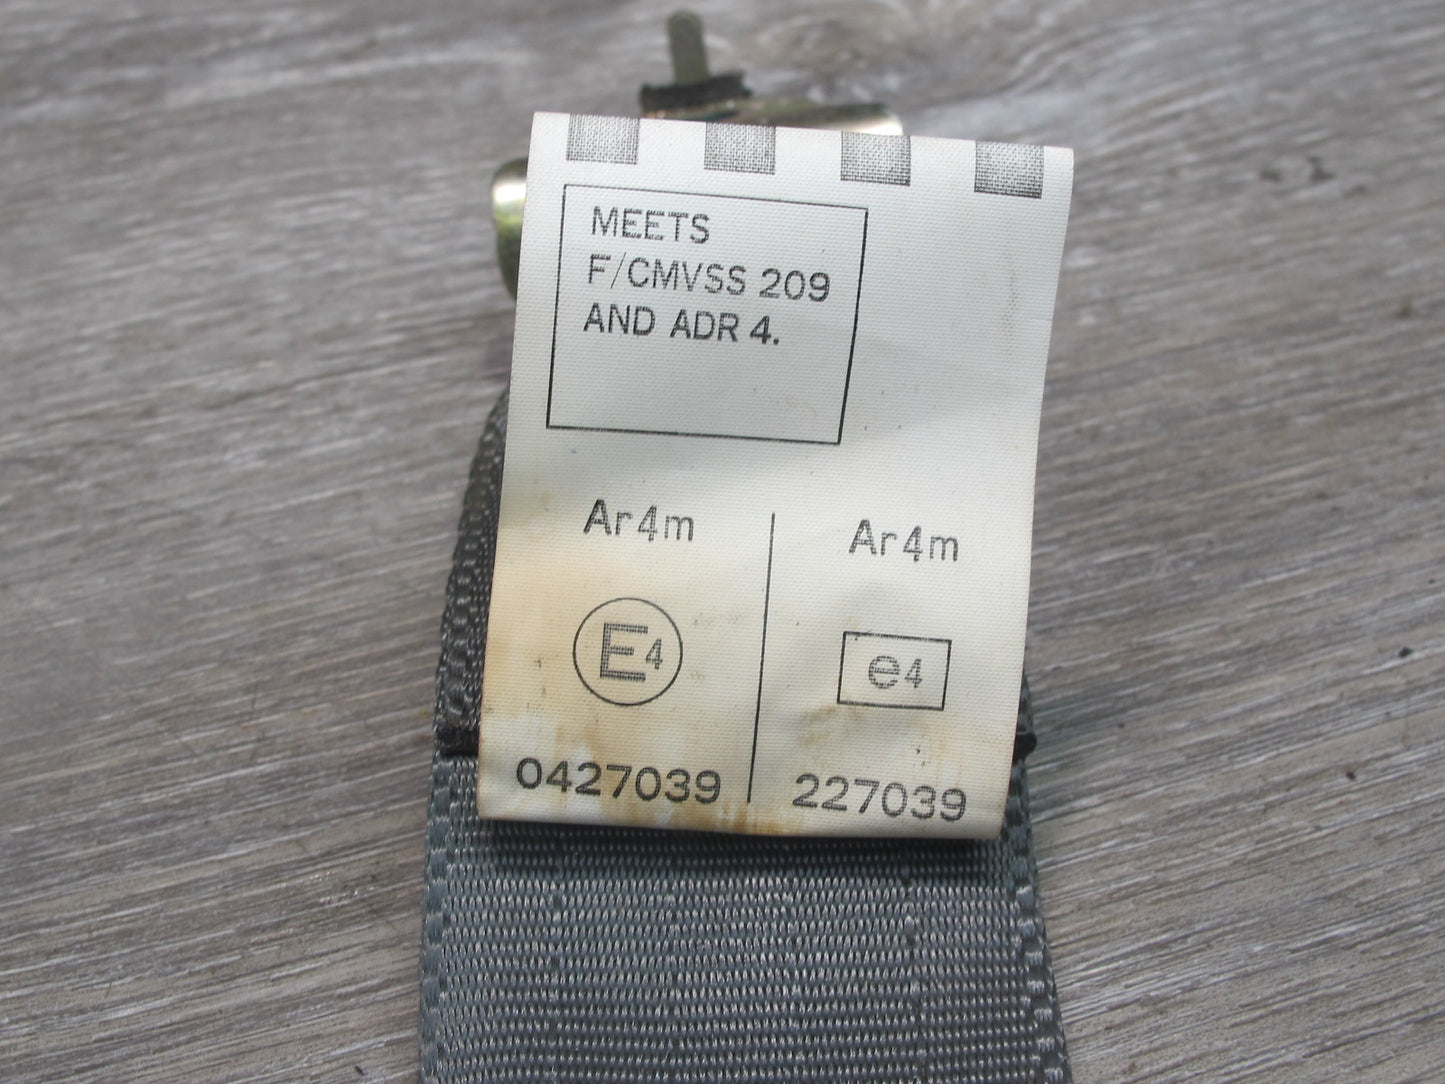 MEETS
F/CMVSS 209
AND ADR 4.
Ar4m
E4
0427039
Ar4m
e4
227039